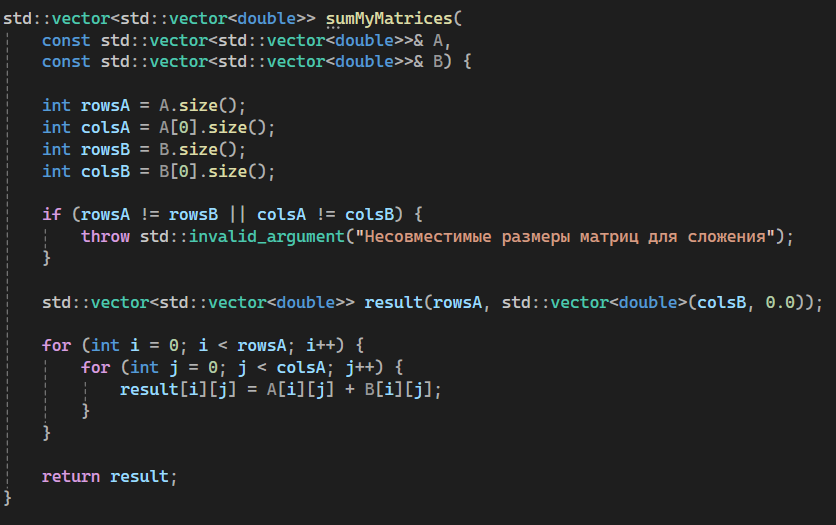 std::vector<std::vector<double>> sumMyMatrices(
    const std::vector<std::vector<double>>& A,
    const std::vector<std::vector<double>>& B) {

    int rowsA = A.size();
    int colsA = A[0].size();
    int rowsB = B.size();
    int colsB = B[0].size();

    if (rowsA != rowsB || colsA != colsB) {
        throw std::invalid_argument("Несовместимые размеры матриц для сложения");
    }

    std::vector<std::vector<double>> result(rowsA, std::vector<double>(colsB, 0.0));

    for (int i = 0; i < rowsA; i++) {
        for (int j = 0; j < colsA; j++) {
            result[i][j] = A[i][j] + B[i][j];
        }
    }

    return result;
}